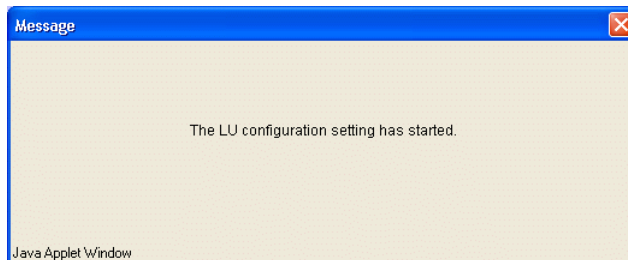 Message
The LU configuration setting has started.
Java Applet Window